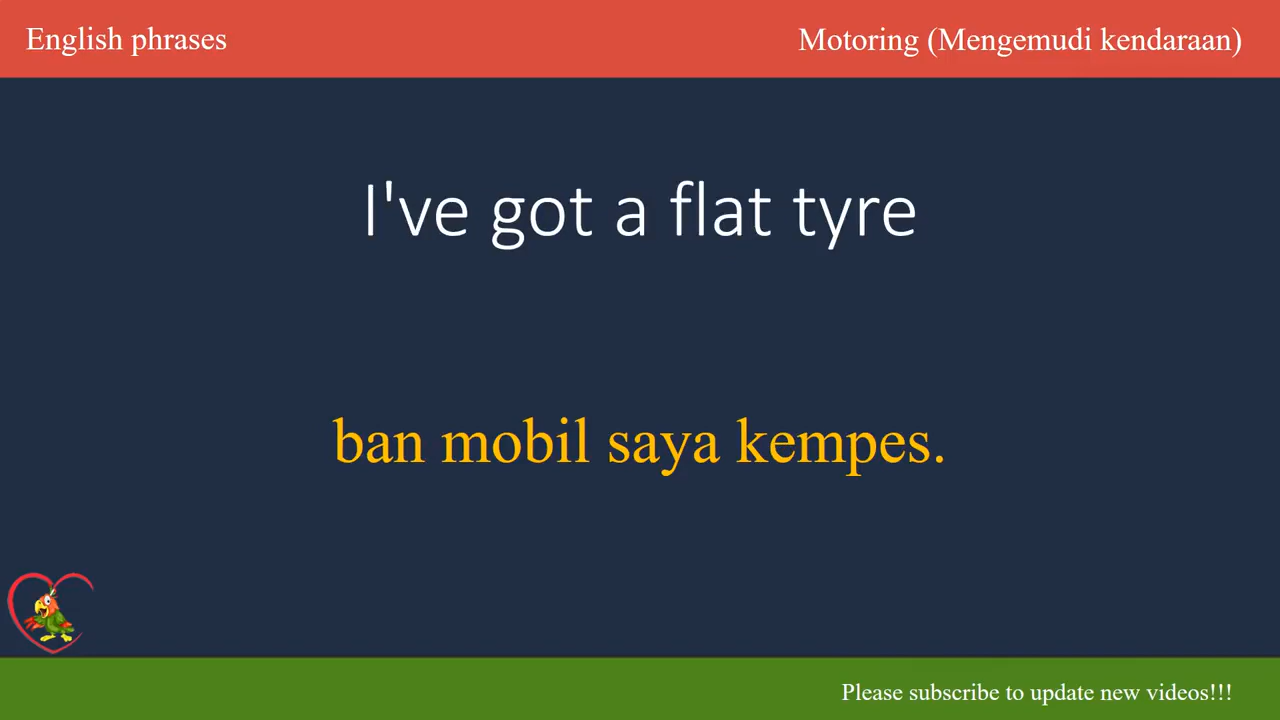 English phrases
Motoring (Mengemudi kendaraan)
I've got a flat tyre
ban mobil saya kempes.
Please subscribe to update new videos!!!